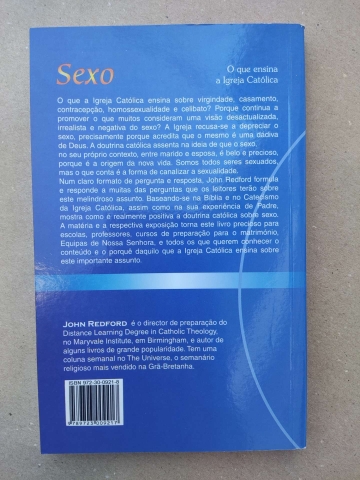 Sexo
O que ensina
a Igreja Católica
O que a Igreja Católica ensina sobre virgindade, casamento,
contracepção, homossexualidade e celibato? Porque continua a
promover o que muitos consideram uma visão desactualizada,
irrealista e negativa do sexo? A Igreja recusa-se a depreciar o
sexo, precisamente porque acredita que o mesmo é uma dádiva
de Deus. A doutrina católica assenta na ideia de que o sexo,
no seu próprio contexto, entre marido e esposa, é belo e precioso,
porque é a origem da vida humana. Somos todos seres sexuados,
mas o que conta é a forma de canalizar a sexualidade.
Num claro formato de pergunta e resposta, John Redford formula
e responde a muitas das perguntas que os leitores terão sobre
este melindroso assunto. Baseando-se na Bíblia e no Catecismo
da Igreja Católica, assim como na sua experiência de Padre,
mostra como é realmente positiva a doutrina católica sobre sexo.
A matéria e a respectiva exposição torna este livro precioso para
escolas, professores, cursos de preparação para o matrimónio,
Equipas de Nossa Senhora, e todos os que querem conhecer o
conteúdo e o porquê daquilo que a Igreja Católica ensina sobre
este importante assunto.
JOHN REDFORD é o director de preparação do
Distance Learning Degree in Catholic Theology,
no Maryvale Institute, em Birmingham, e autor de
alguns livros de grande popularidade. Tem uma
coluna semanal no The Universe, o semanário
religioso mais vendido na Grã-Bretanha.
ISBN 972-30-0921-8
9789723009217